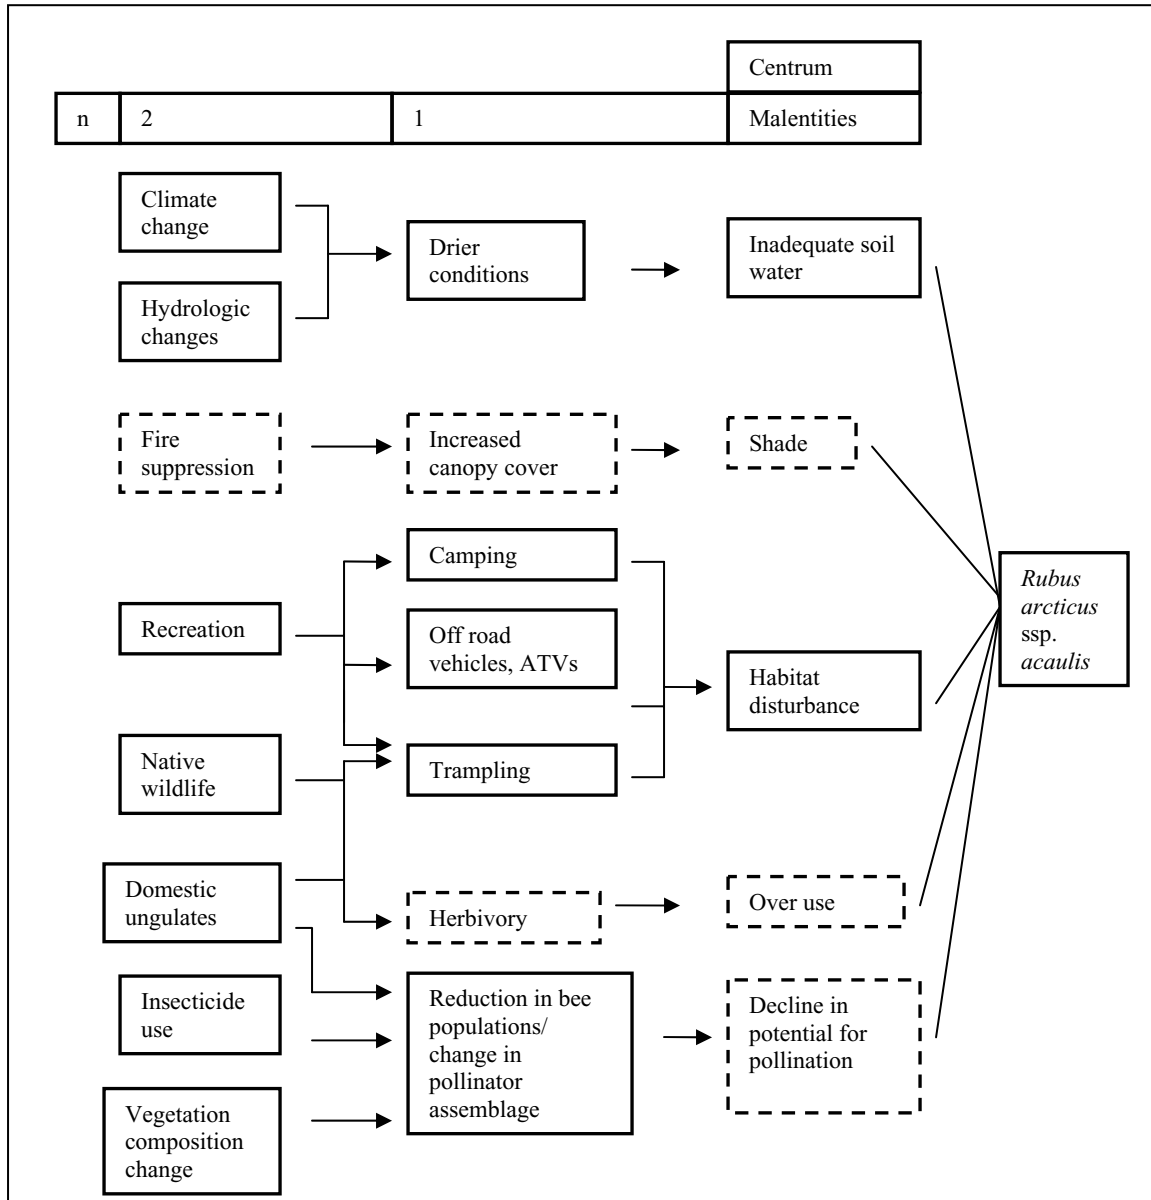 Centrum
n
2
1
Malentities
Climate
change
Drier
conditions
Inadequate soil
water
Hydrologic
changes
Fire
suppression
Increased
canopy cover
Shade
Camping
Recreation
Off road
vehicles, ATVs
Habitat
disturbance
Rubus
arcticus
ssp.
acaulis
Native
wildlife
Trampling
Domestic
ungulates
Herbivory
Over use
Insecticide
use
Reduction in bee
populations/
change in
pollinator
assemblage
Decline in
potential for
pollination
Vegetation
composition
change